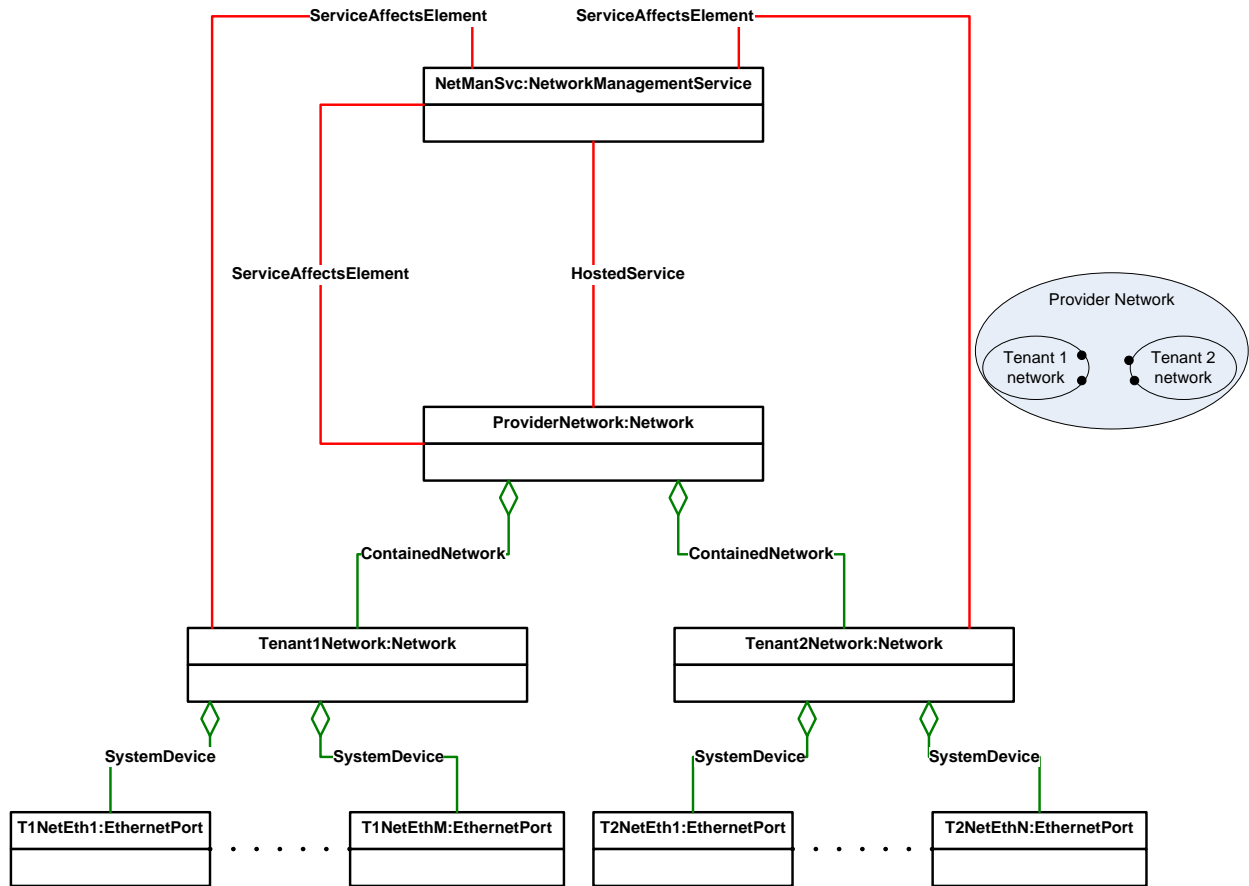 ServiceAffectsElement
ServiceAffectsElement
NetManSvc:NetworkManagementService
ServiceAffectsElement
HostedService
Provider Network
Tenant 1
network
Tenant 2
network
ProviderNetwork:Network
ContainedNetwork
ContainedNetwork
Tenant1Network:Network
Tenant2Network:Network
SystemDevice
SystemDevice
SystemDevice
SystemDevice
T1NetEth1:EthernetPort
T1NetEthM:EthernetPort
T2NetEth1:EthernetPort
T2NetEthN:EthernetPort